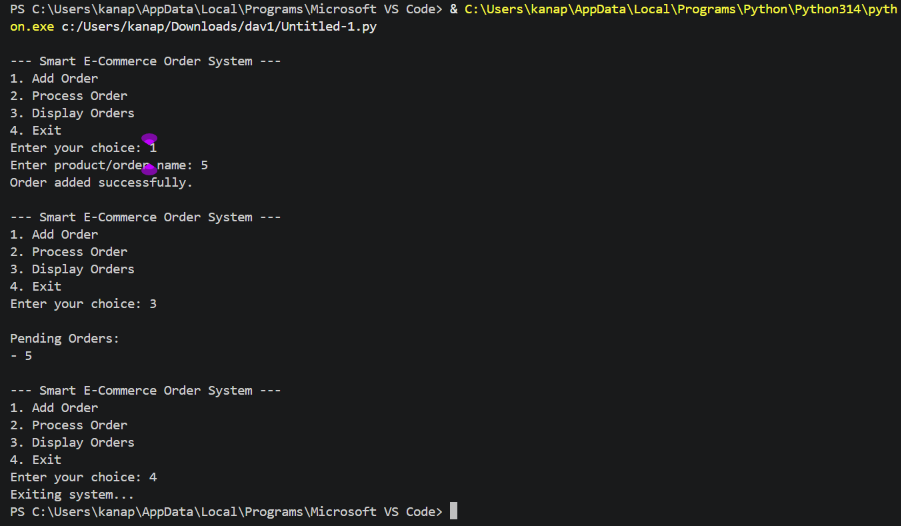 PS C:\Users\kanap\AppData\Local\Programs\Microsoft VS Code> & C:\Users\kanap\AppData\Local\Programs\Python\Python314\pyth
on.exe c:/Users/kanap/Downloads/dav1/Untitled-1.py
--- Smart E-Commerce Order System ---
1. Add Order
2. Process Order
3. Display Orders
4. Exit
Enter your choice: 1
Enter product/order name: 5
Order added successfully.
--- Smart E-Commerce Order System ---
1. Add Order
2. Process Order
3. Display Orders
4. Exit
Enter your choice: 3
Pending Orders:
- 5
--- Smart E-Commerce Order System ---
1. Add Order
2. Process Order
3. Display Orders
4. Exit
Enter your choice: 4
Exiting system...
PS C:\Users\kanap\AppData\Local\Programs\Microsoft VS Code>